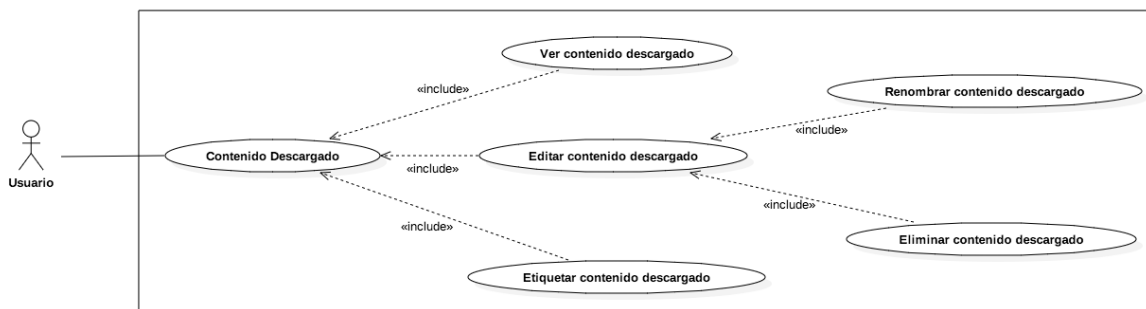 Ver contenido descargado
«include»
Renombrar contenido descargado
«include»
Usuario
Contenido Descargado
«include»
Editar contenido descargado
«include»
Eliminar contenido descargado
«include»
Etiquetar contenido descargado